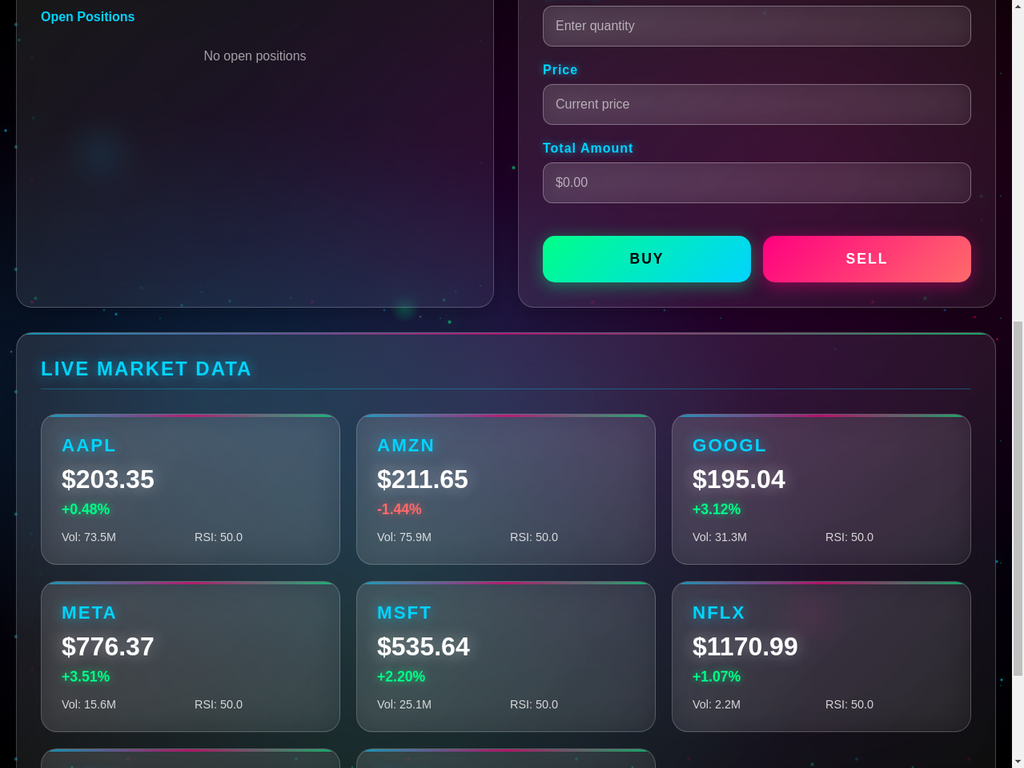 Open Positions
No open positions
Enter quantity
Price
Current price
Total Amount
$0.00
BUY
SELL
LIVE MARKET DATA
AAPL
$203.35
+0.48%
Vol: 73.5M
RSI: 50.0
AMZN
$211.65
-1.44%
Vol: 75.9M
RSI: 50.0
GOOGL
$195.04
+3.12%
Vol: 31.3M
RSI: 50.0
META
$776.37
+3.51%
Vol: 15.6M
RSI: 50.0
MSFT
$535.64
+2.20%
Vol: 25.1M
RSI: 50.0
NFLX
$1170.99
+1.07%
Vol: 2.2M
RSI: 50.0